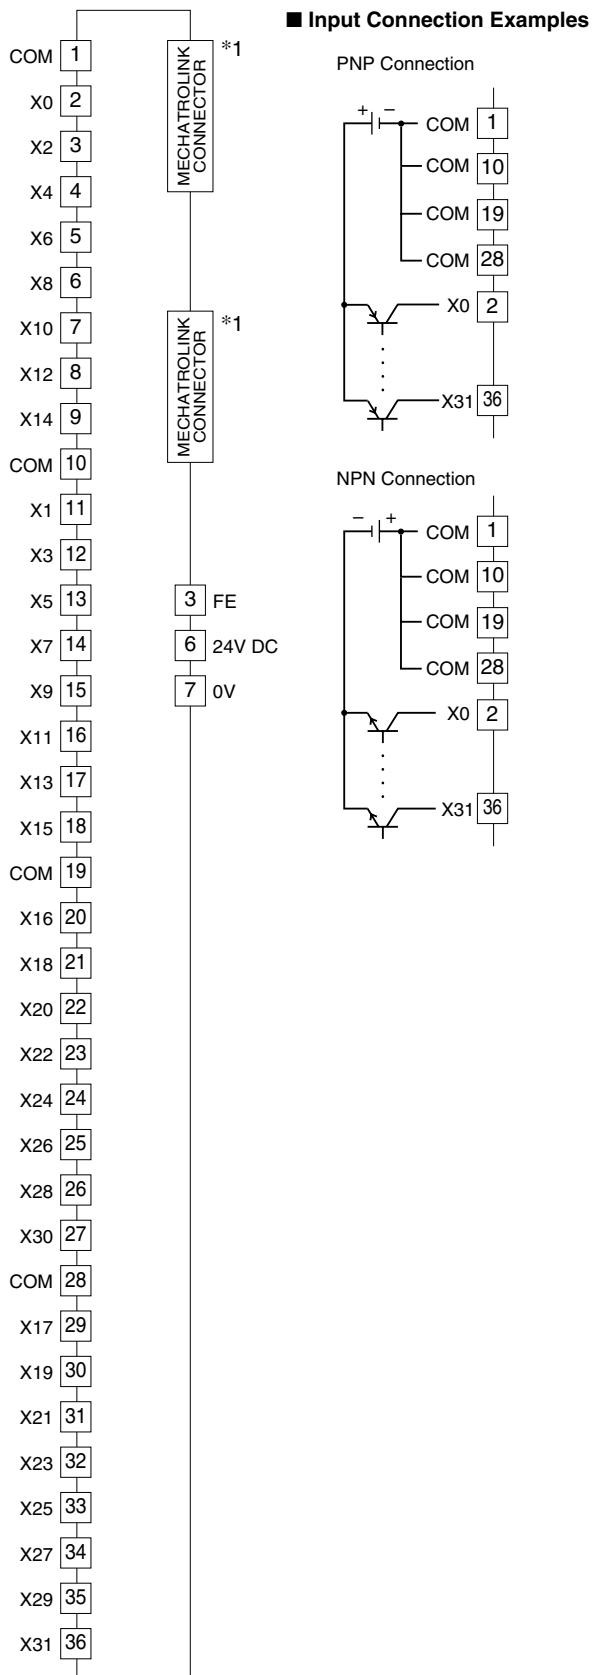 COM 1
X0 2
X2 3
X4 4
X6 5
X8 6
X10 7
X12 8
X14 9
COM 10
X1 11
X3 12
X5 13
X7 14
X9 15
X11 16
X13 17
X15 18
COM 19
X16 20
X18 21
X20 22
X22 23
X24 24
X26 25
X28 26
X30 27
COM 28
X17 29
X19 30
X21 31
X23 32
X25 33
X27 34
X29 35
X31 36
MECHATROLINK
CONNECTOR
*1
MECHATROLINK
CONNECTOR
*1
3 FE
6 24V DC
7 0V
■ Input Connection Examples
PNP Connection
+ −
COM 1
COM 10
COM 19
COM 28
X0 2
X31 36
NPN Connection
− +
COM 1
COM 10
COM 19
COM 28
X0 2
X31 36